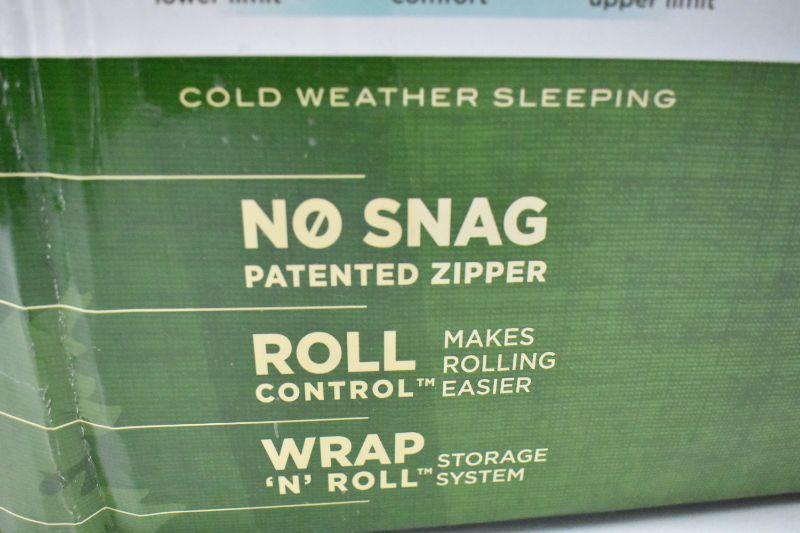 lower limit comfort upper limit
COLD WEATHER SLEEPING
NØ SNAG
PATENTED ZIPPER
ROLL
CONTROL™
MAKES
ROLLING
EASIER
WRAP
'N' ROLL™
STORAGE
SYSTEM